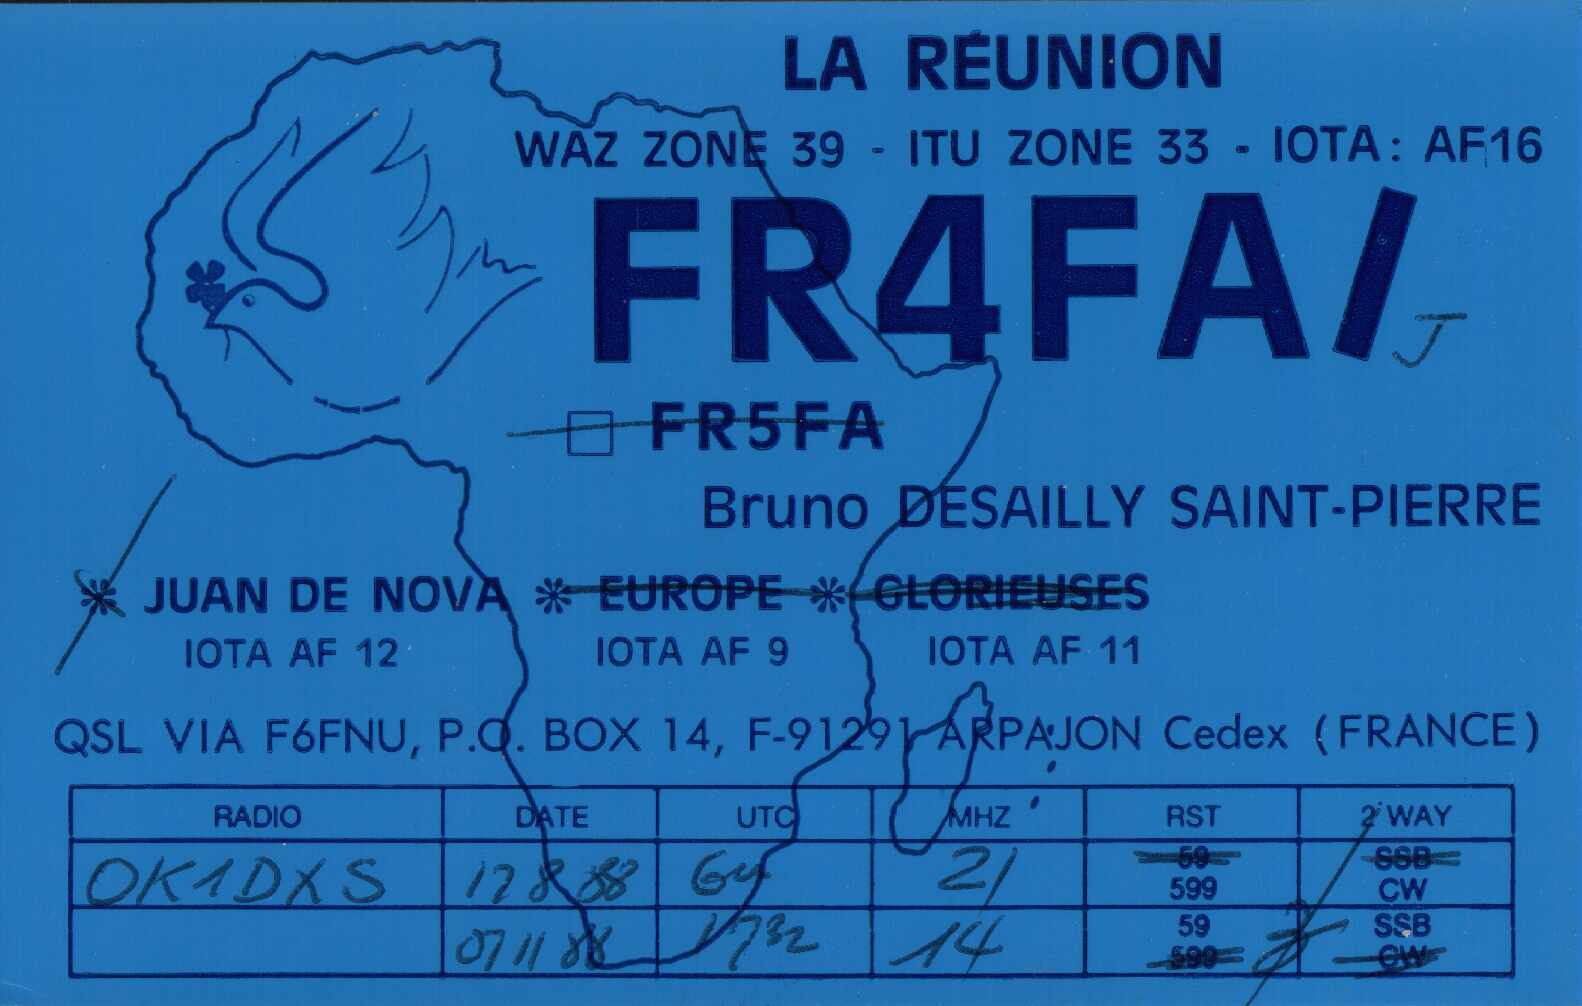 LA RÉUNION
WAZ ZONE 39 - ITU ZONE 33 - IOTA: AF16
FR4FA/J
FR5FA
Bruno DESAILLY SAINT-PIERRE
JUAN DE NOVA * EUROPE * GLORIEUSES
IOTA AF 12 IOTA AF 9 IOTA AF 11
QSL VIA F6FNU, P.O. BOX 14, F-91291 ARPAJON Cedex (FRANCE)
RADIO DATE UTC MHZ RST 2 WAY
59 SSB
OK1DXS 12 8 88 21 599 CW
59 SSB
07 11 88 1732 14 599 CW